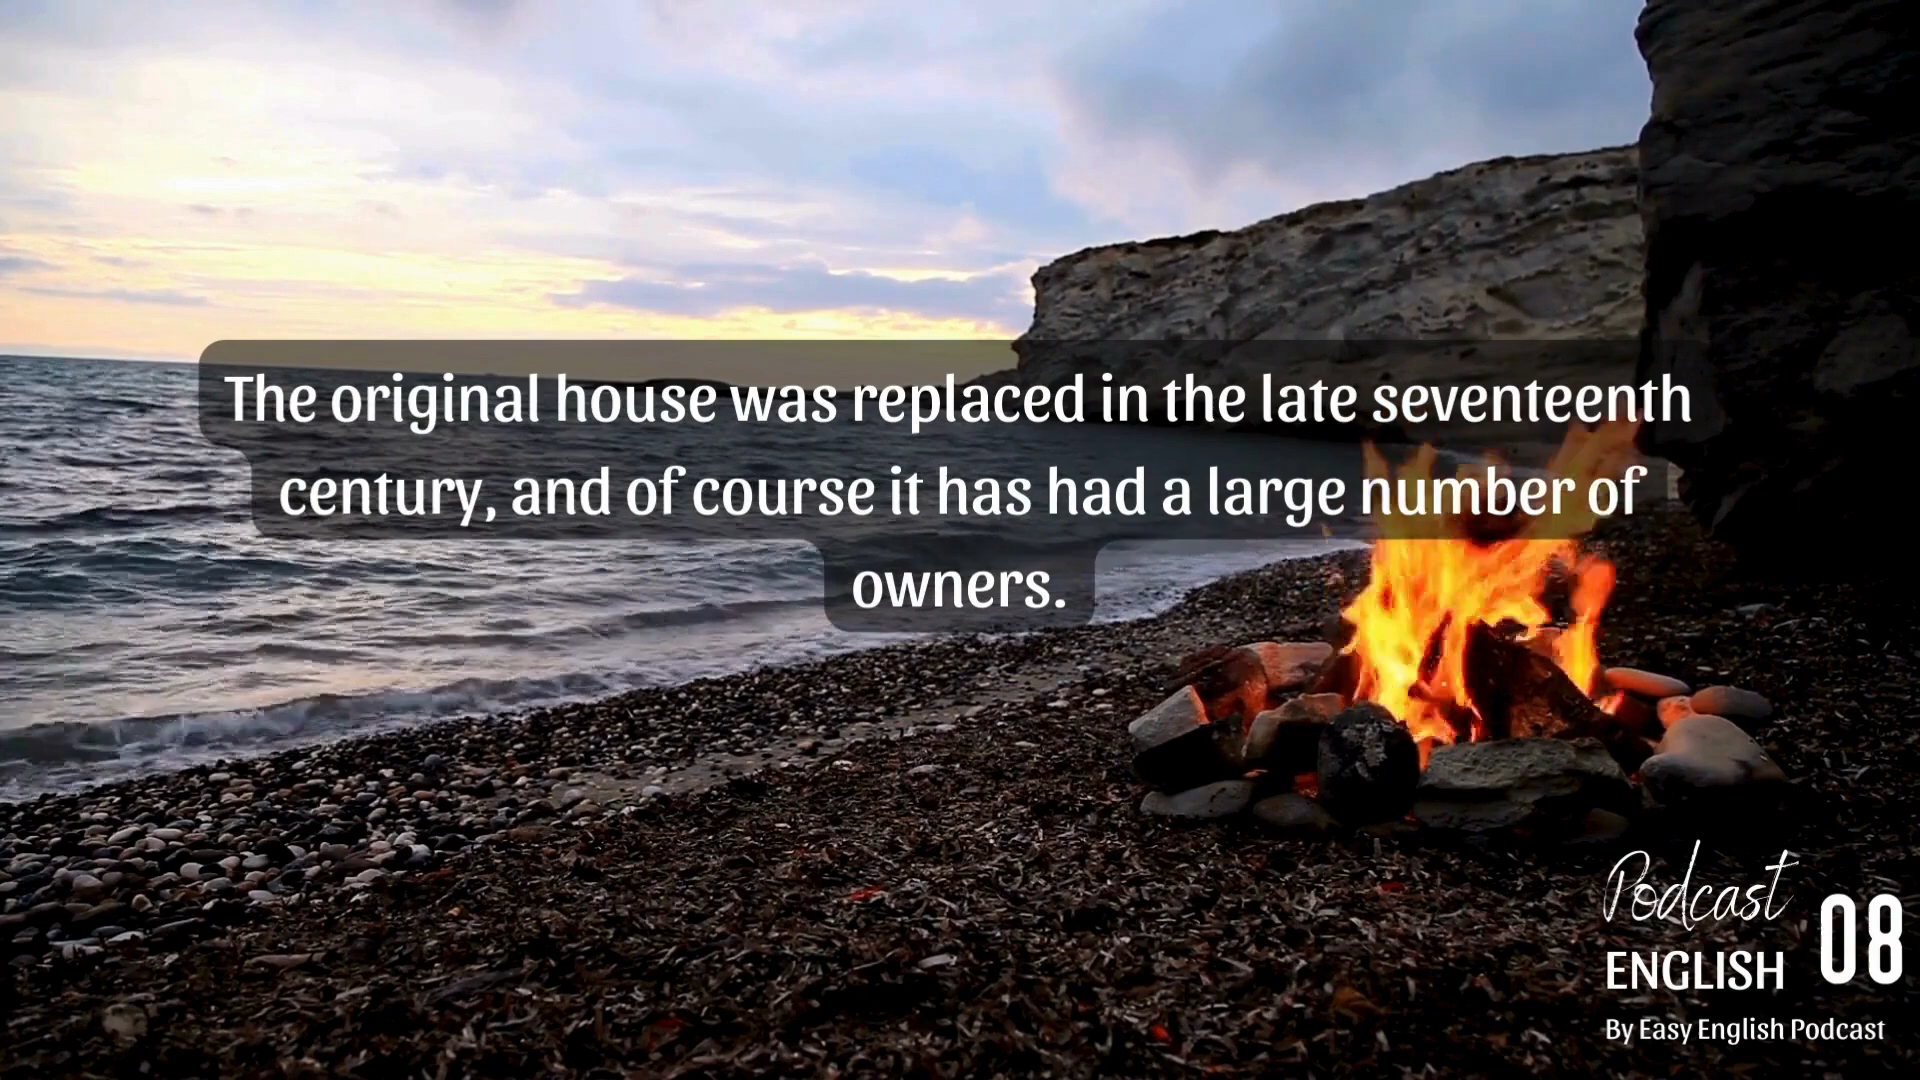 The original house was replaced in the late seventeenth
century, and of course it has had a large number of
owners.
Podcast
ENGLISH
08
By Easy English Podcast